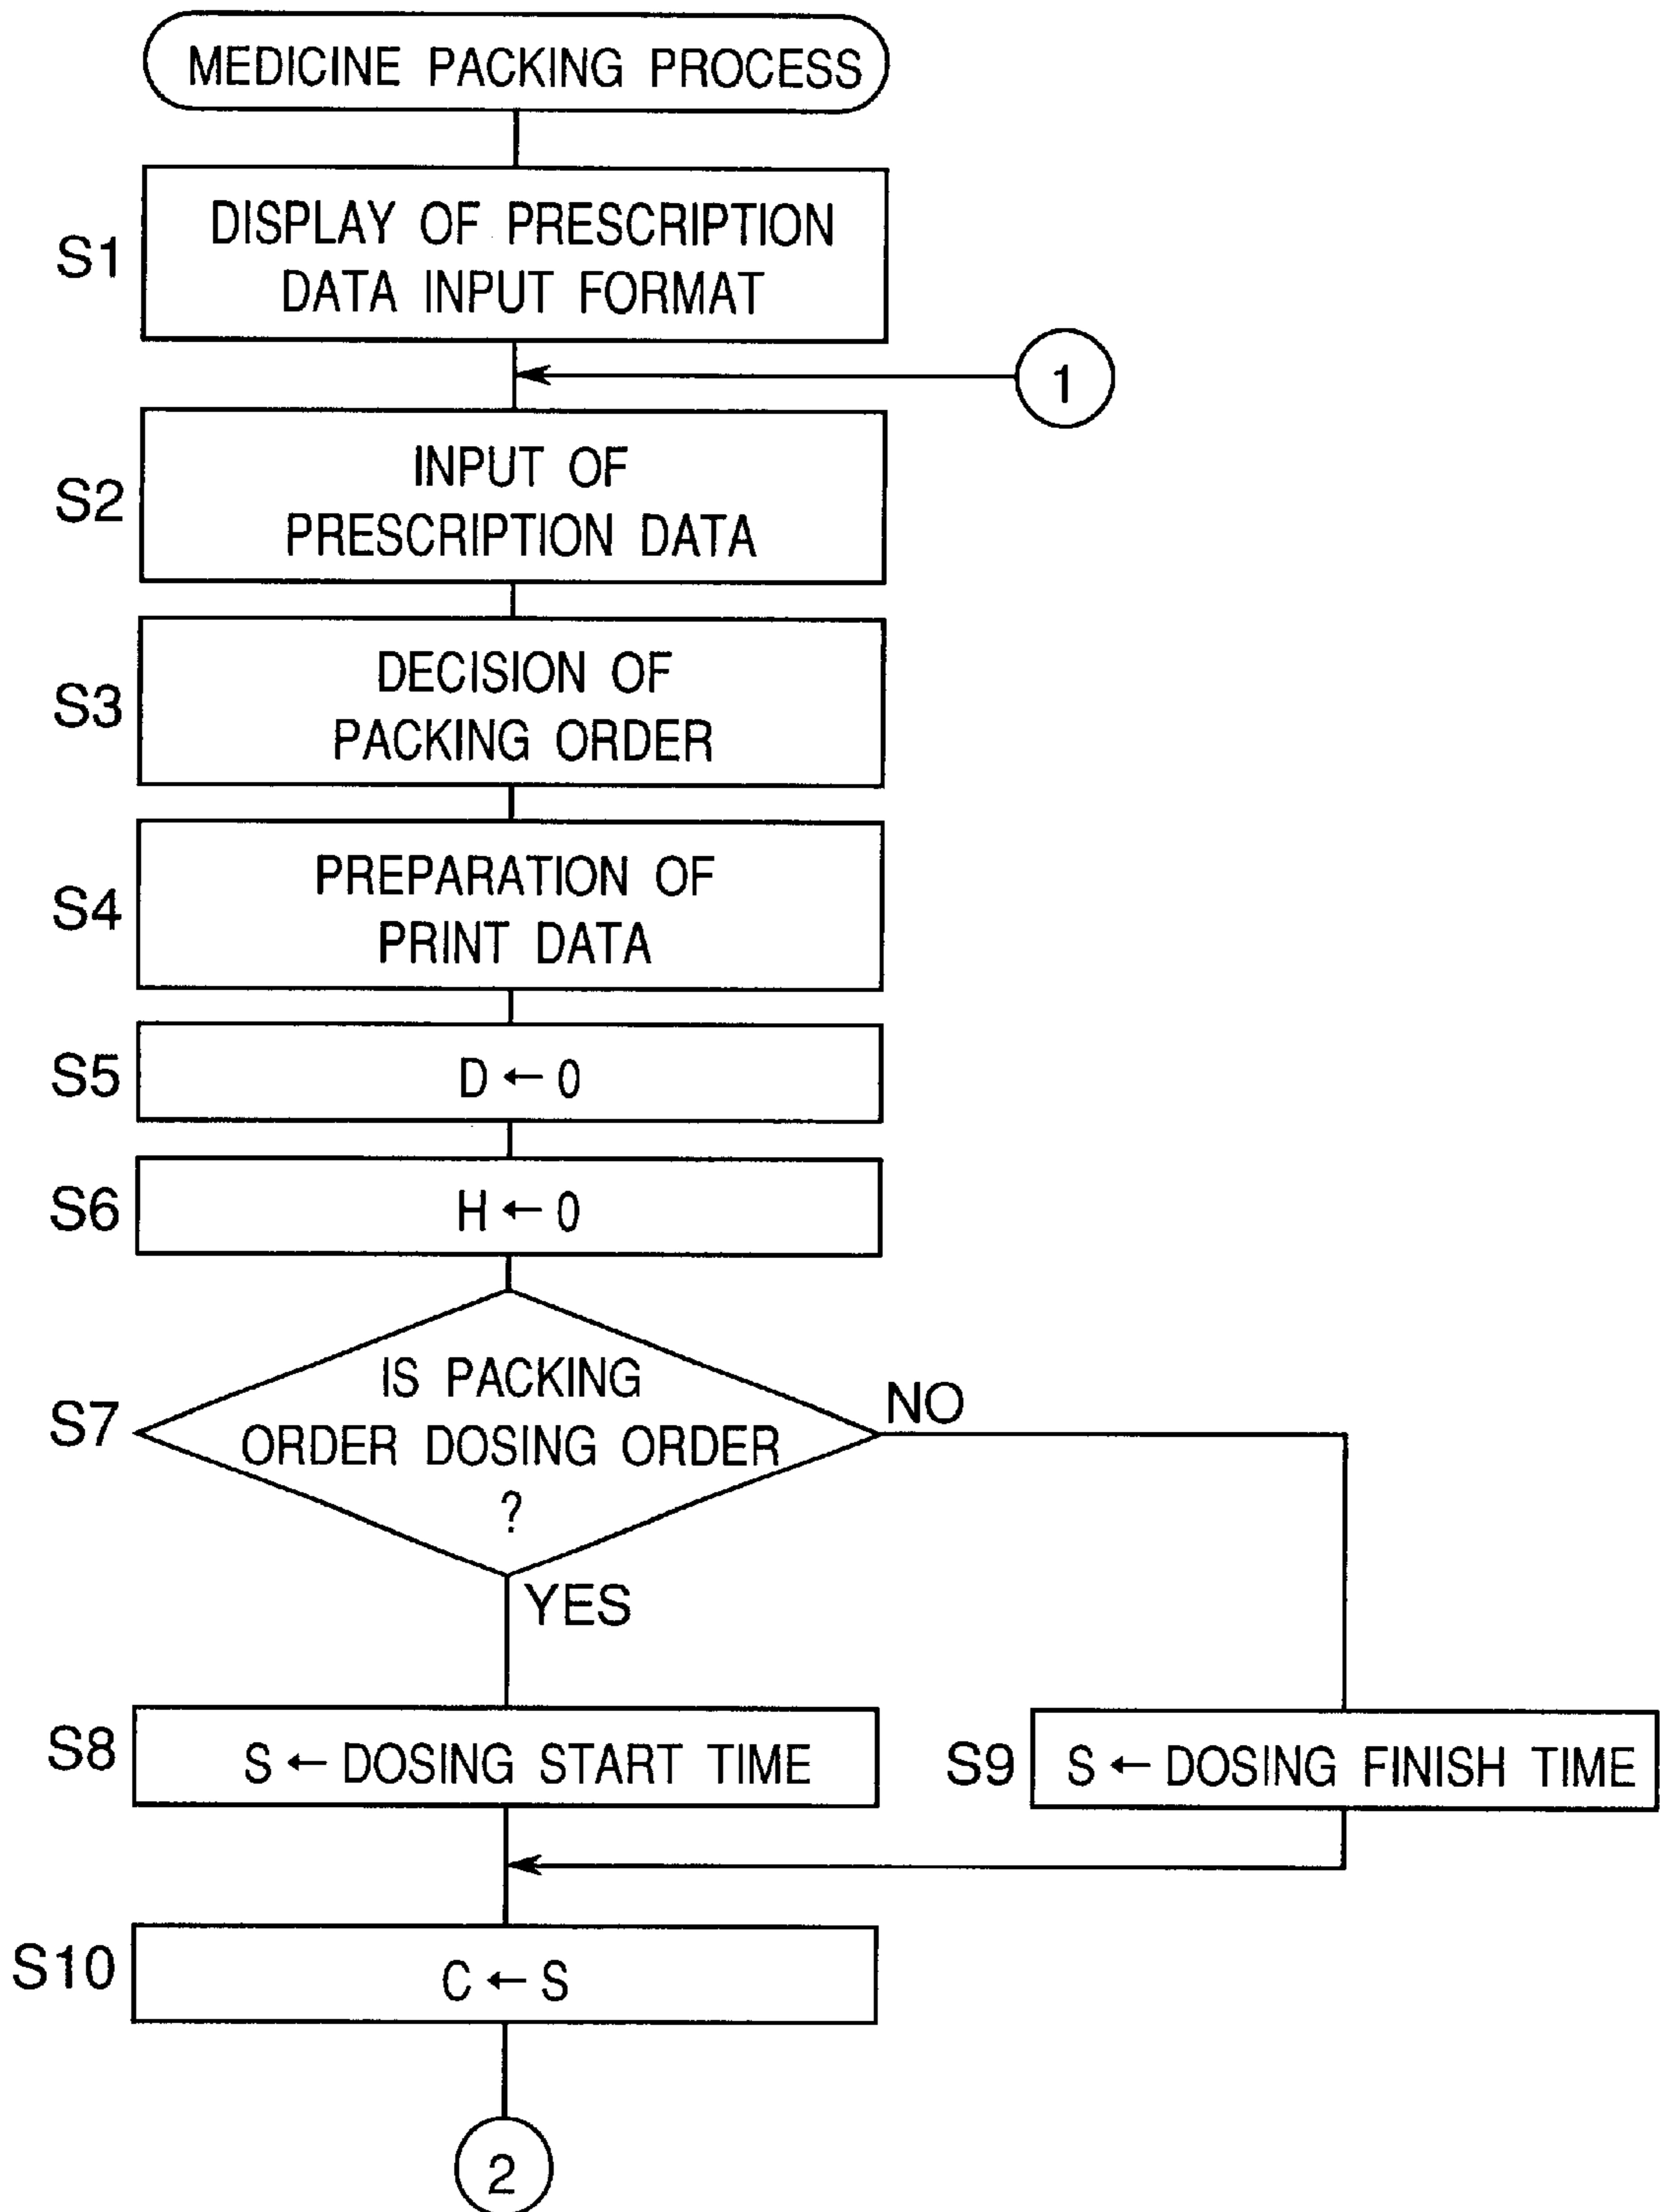 MEDICINE PACKING PROCESS
S1
DISPLAY OF PRESCRIPTION
DATA INPUT FORMAT
1
S2
INPUT OF
PRESCRIPTION DATA
S3
DECISION OF
PACKING ORDER
S4
PREPARATION OF
PRINT DATA
S5
D ← 0
S6
H ← 0
S7
IS PACKING
ORDER DOSING ORDER
?
NO
YES
S8
S ← DOSING START TIME
S9
S ← DOSING FINISH TIME
S10
C ← S
2